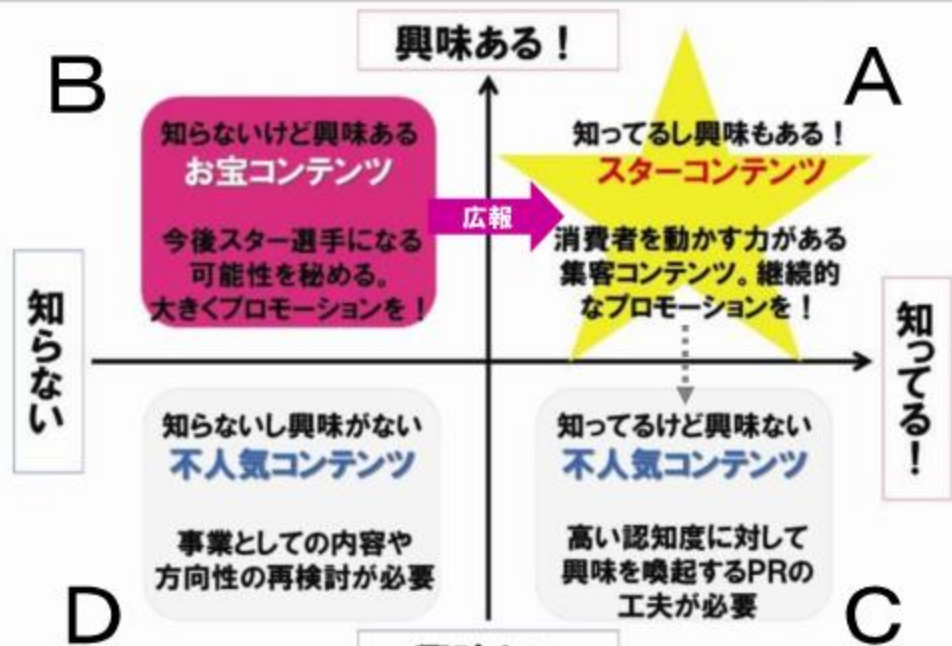 興味ある！
B
A
知らないけど興味ある
お宝コンテンツ
今後スター選手になる
可能性を秘める。
大きくプロモーションを！
広報
知ってるし興味もある！
スターコンテンツ
消費者を動かす力がある
集客コンテンツ。継続的
なプロモーションを！
知らない
知ってる！
知らないし興味がない
不人気コンテンツ
事業としての内容や
方向性の再検討が必要
知ってるけど興味ない
不人気コンテンツ
高い認知度に対して
興味を喚起するPRの
工夫が必要
D
C